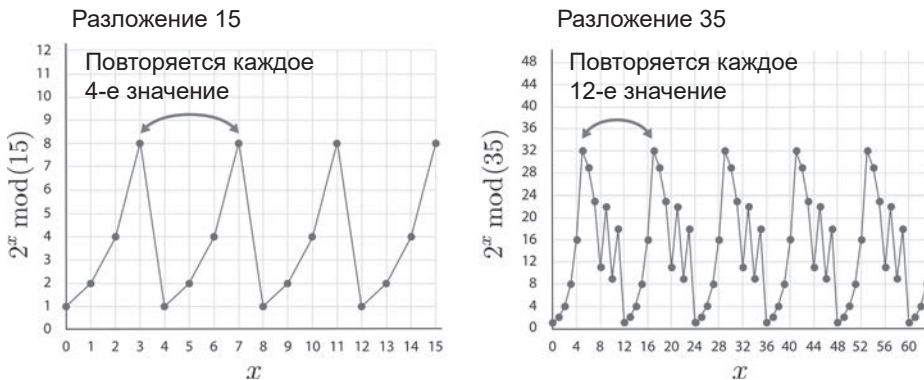 Разложение 15
Повторяется каждое
4-е значение
12
11
10
9
8
7
6
5
4
3
2
1
0
2^x mod(15)
0 1 2 3 4 5 6 7 8 9 10 11 12 13 14 15
x
Разложение 35
Повторяется каждое
12-е значение
48
44
40
36
32
28
24
20
16
12
8
4
0
2^x mod(35)
0 4 8 12 16 20 24 28 32 36 40 44 48 52 56 60
x